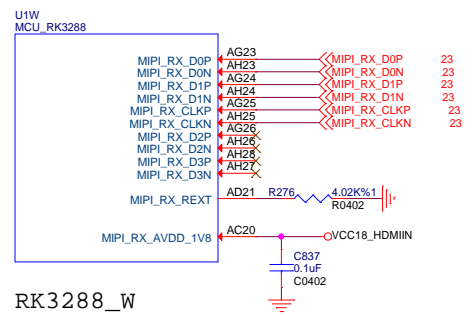 U1W
MCU_RK3288
MIPI_RX_D0P AG23 MIPI_RX_D0P 23
MIPI_RX_D0N AH23 MIPI_RX_D0N 23
MIPI_RX_D1P AG24 MIPI_RX_D1P 23
MIPI_RX_D1N AH24 MIPI_RX_D1N 23
MIPI_RX_CLKP AG25 MIPI_RX_CLKP 23
MIPI_RX_CLKN AH25 MIPI_RX_CLKN 23
MIPI_RX_D2P AG26
MIPI_RX_D2N AH26
MIPI_RX_D3P AH28
MIPI_RX_D3N AH27
MIPI_RX_REXT AD21 R276 4.02K%1
R0402
MIPI_RX_AVDD_1V8 AC20 VCC18_HDMIIN
C837
0.1uF
C0402
RK3288_W